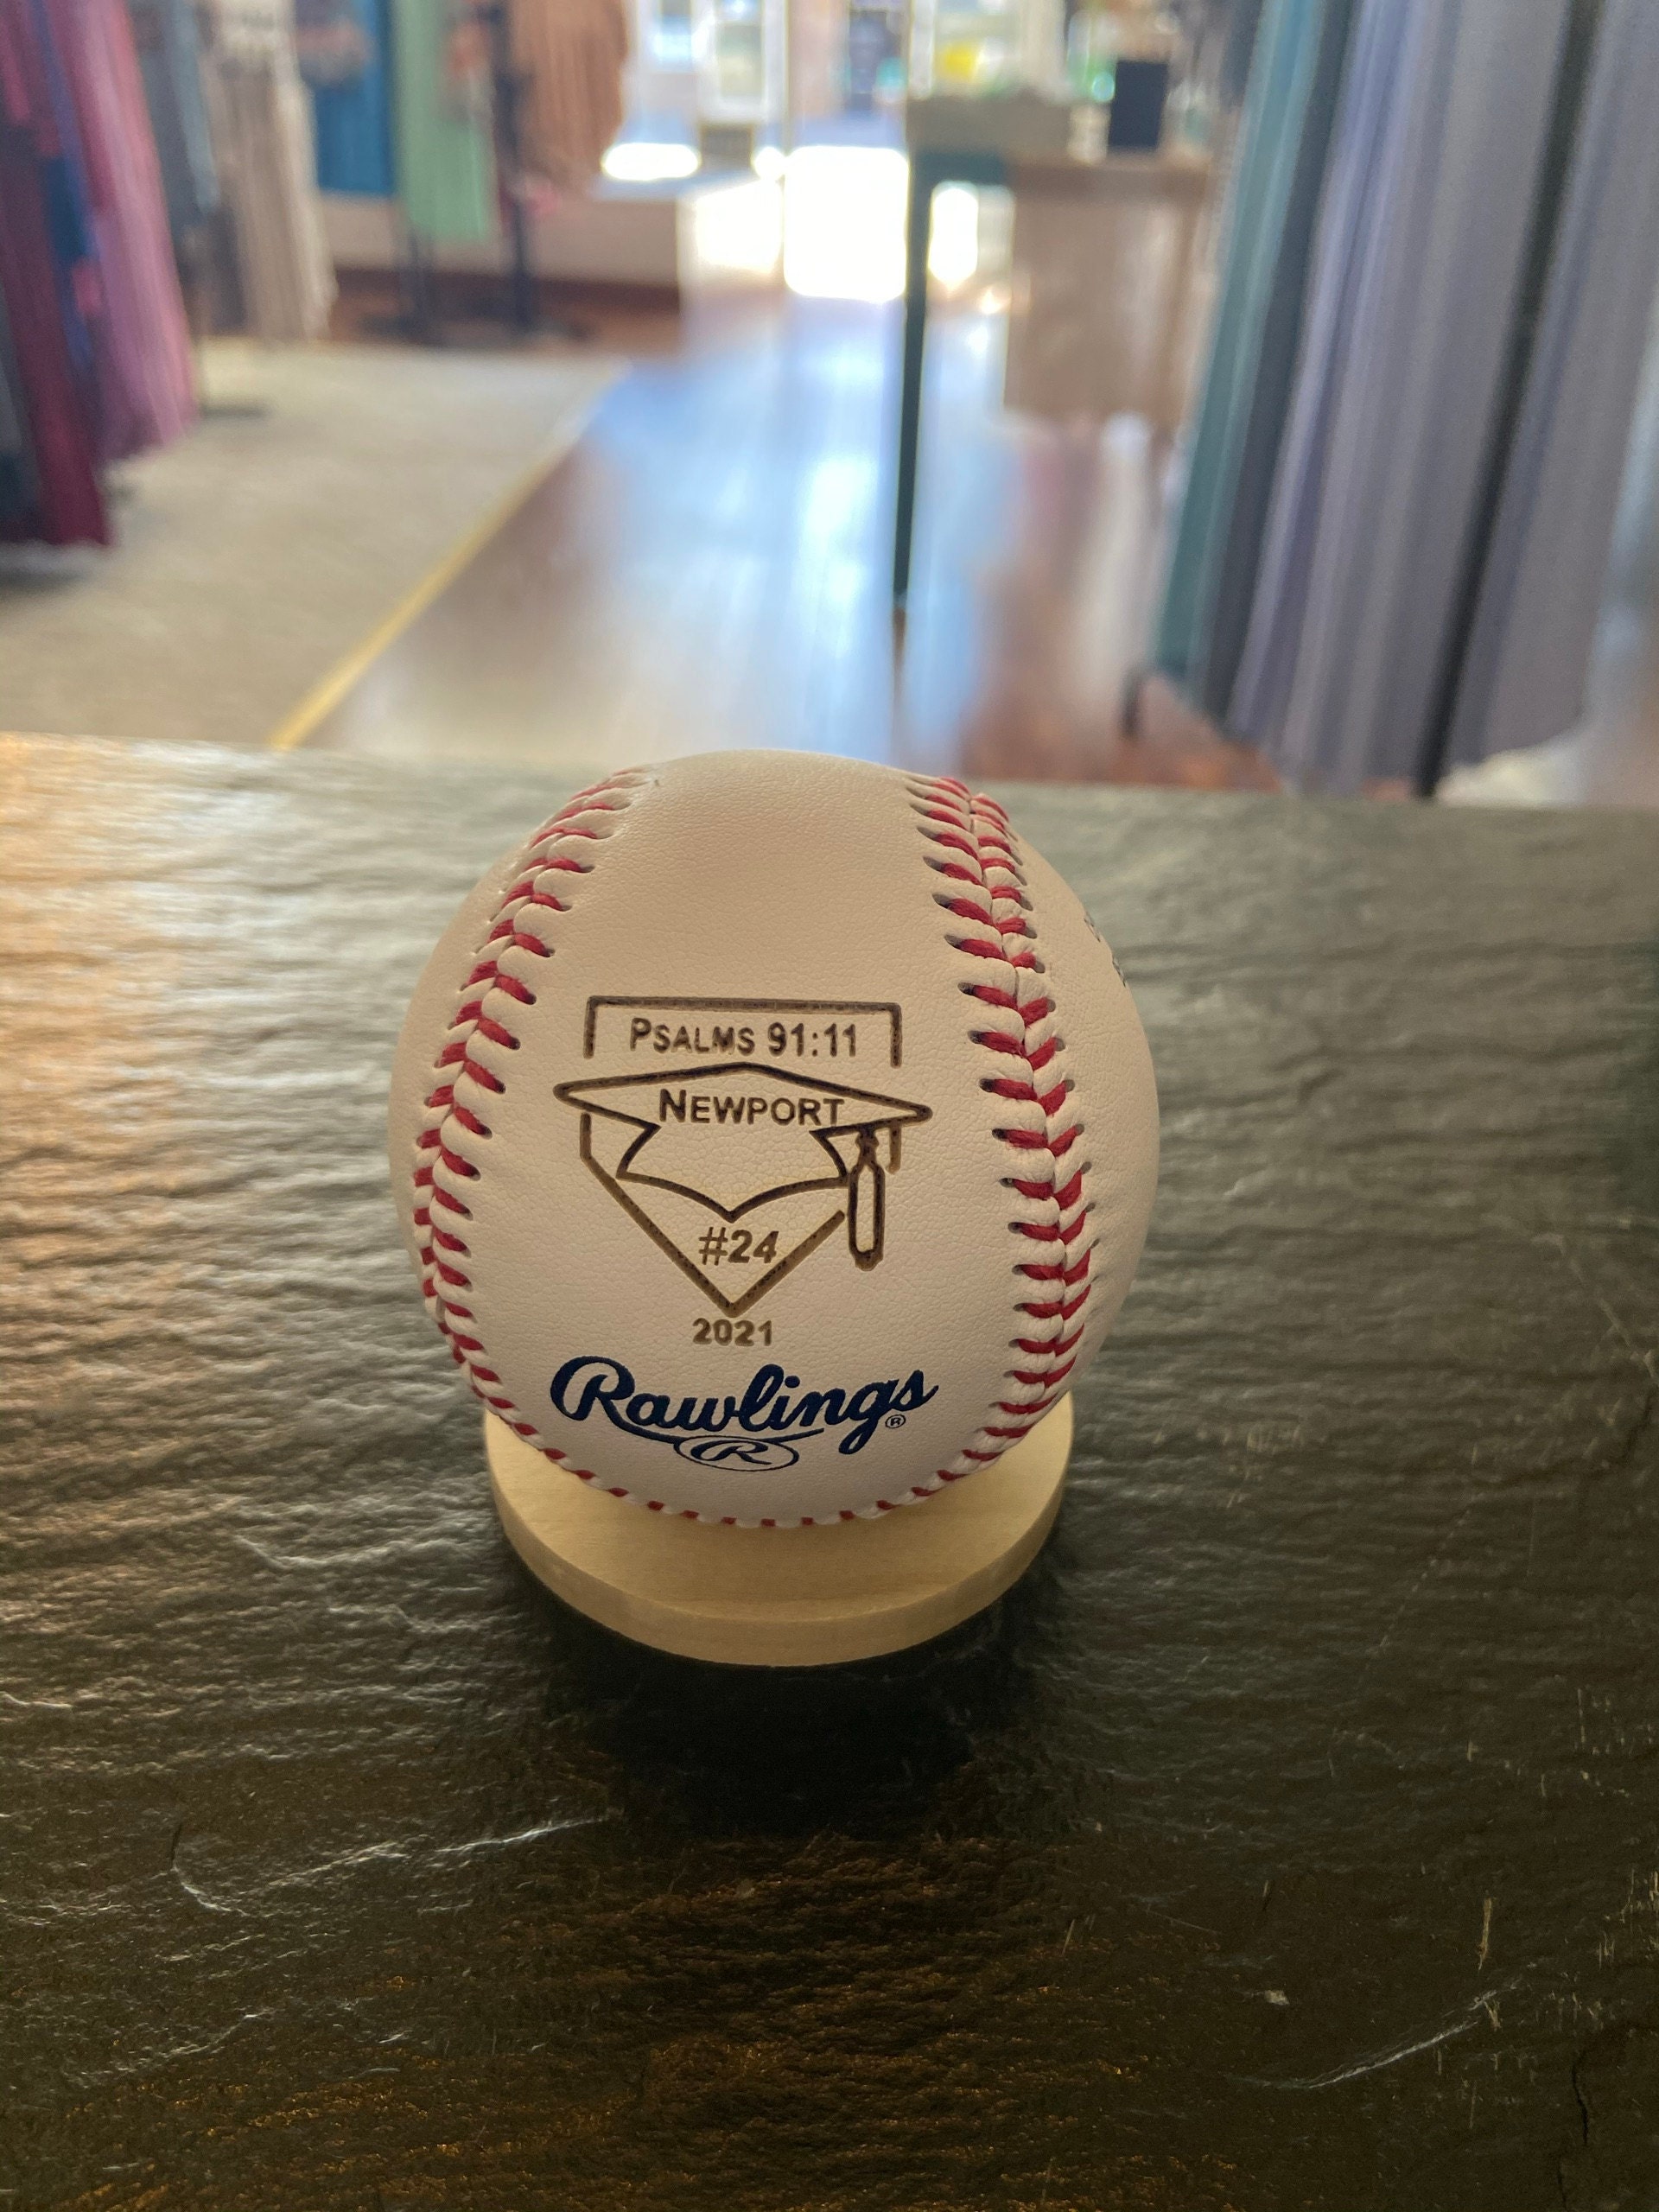 PSALMS 91:11
NEWPORT
#24
2021
Rawlings®
R